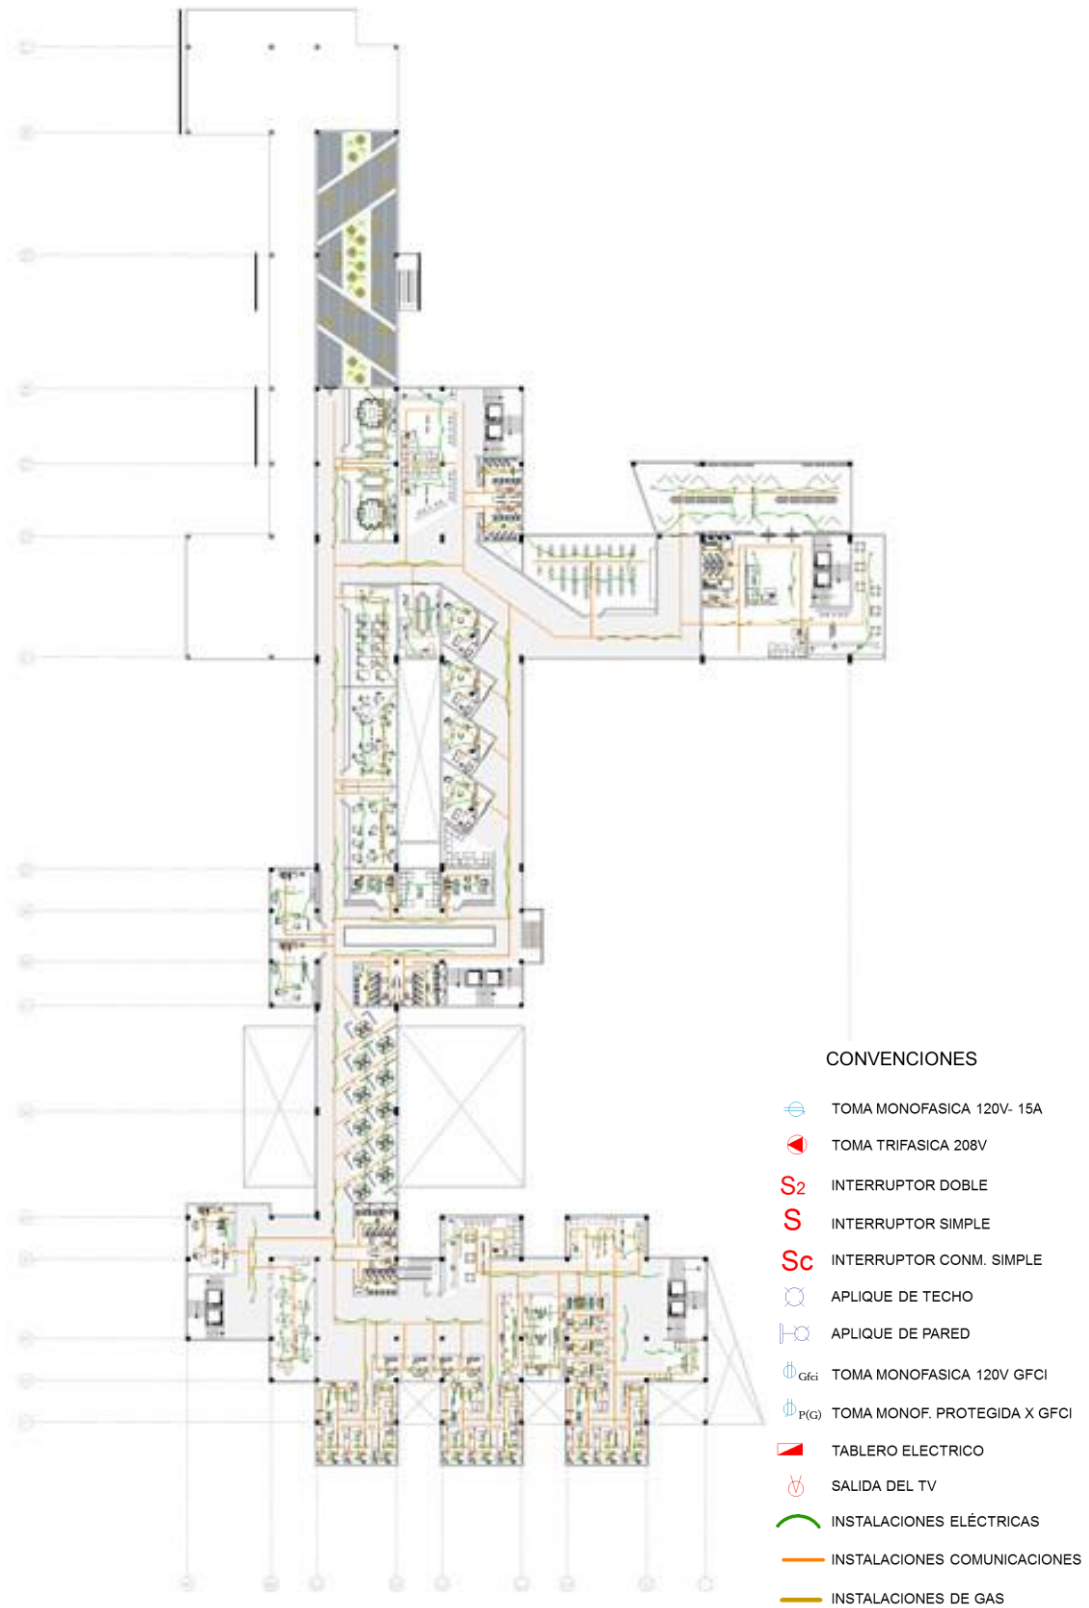 CONVENCIONES
TOMA MONOFASICA 120V- 15A
TOMA TRIFASICA 208V
S2 INTERRUPTOR DOBLE
S INTERRUPTOR SIMPLE
Sc INTERRUPTOR CONM. SIMPLE
APLIQUE DE TECHO
APLIQUE DE PARED
Gfci TOMA MONOFASICA 120V GFCI
P(G) TOMA MONOF. PROTEGIDA X GFCI
TABLERO ELECTRICO
SALIDA DEL TV
INSTALACIONES ELÉCTRICAS
INSTALACIONES COMUNICACIONES
INSTALACIONES DE GAS